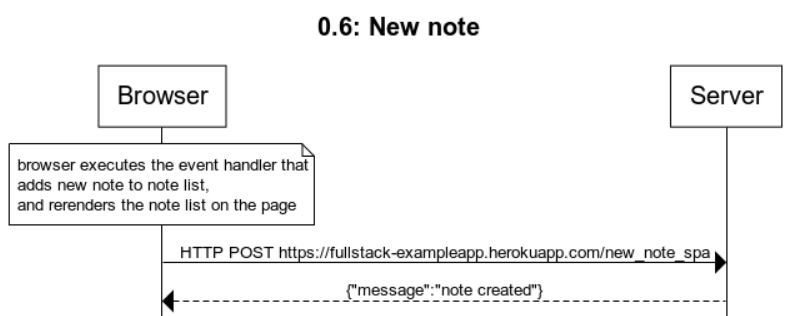 0.6: New note
Browser
Server
browser executes the event handler that
adds new note to note list,
and rerenders the note list on the page
HTTP POST https://fullstack-exampleapp.herokuapp.com/new_note_spa
{"message":"note created"}